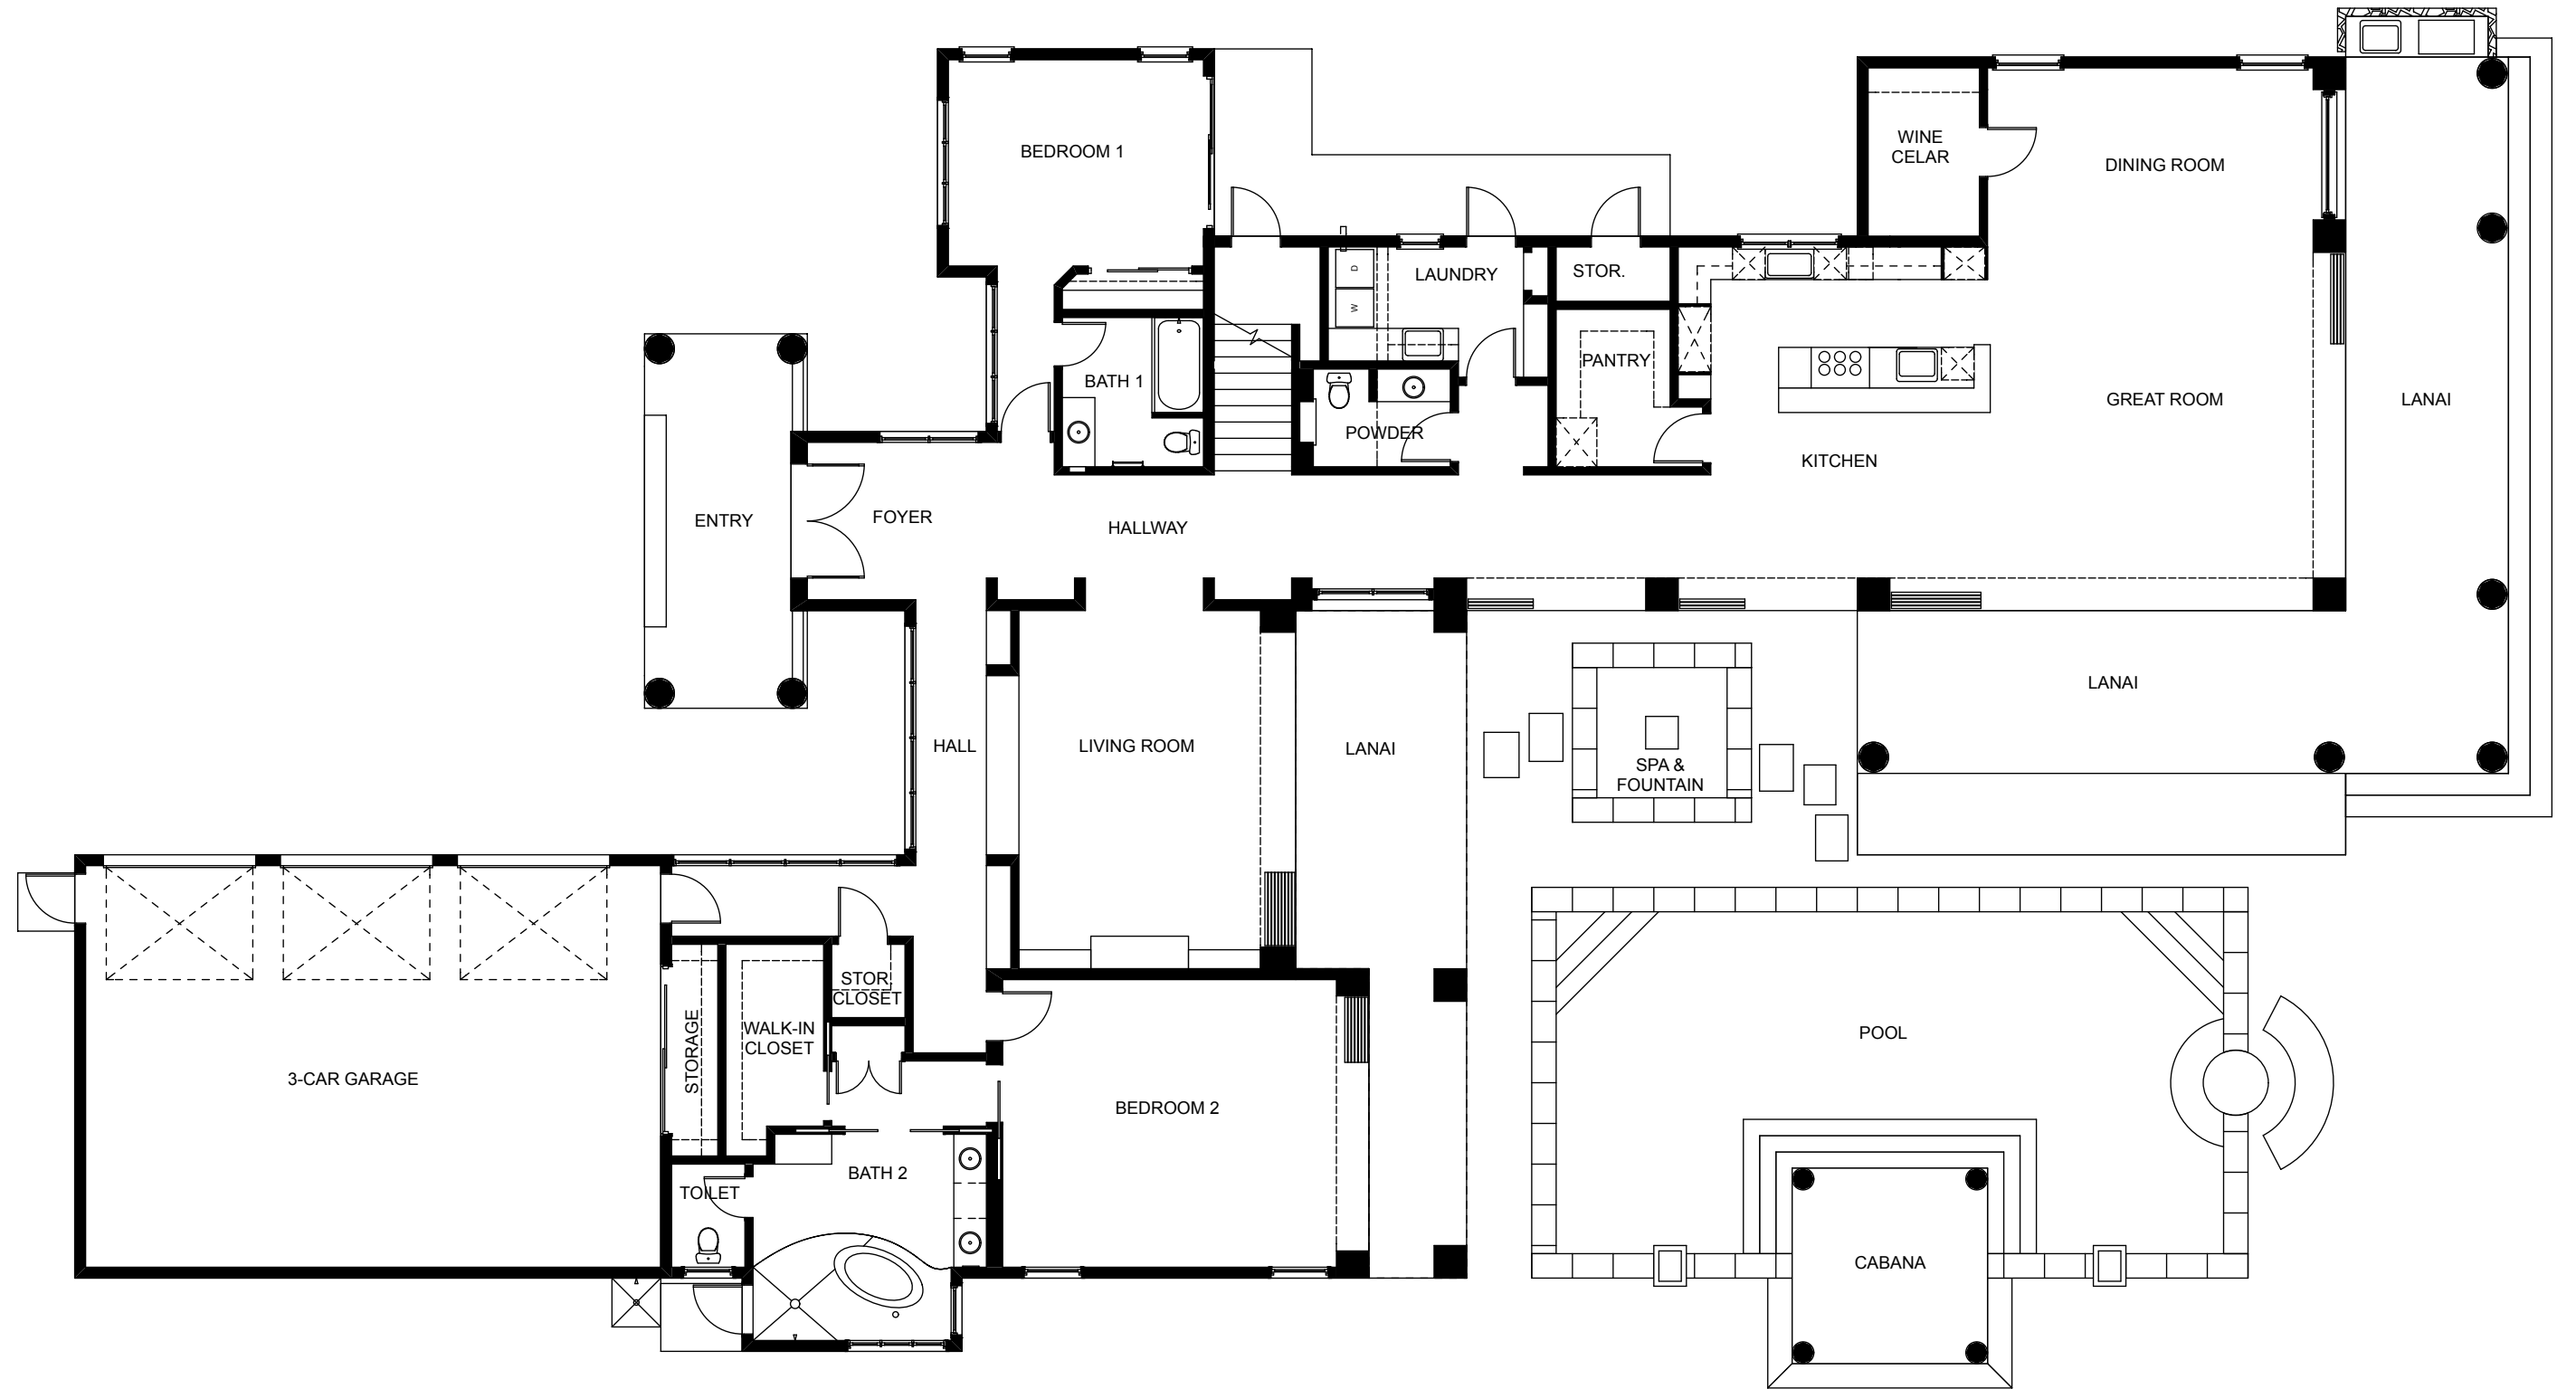 BEDROOM 1
WINE
CELAR
DINING ROOM
D
W
LAUNDRY
STOR.
BATH 1
PANTRY
POWDER
GREAT ROOM
LANAI
KITCHEN
ENTRY
FOYER
HALLWAY
HALL
LIVING ROOM
LANAI
SPA &
FOUNTAIN
LANAI
3-CAR GARAGE
STORAGE
WALK-IN
CLOSET
STOR.
CLOSET
BEDROOM 2
BATH 2
TOILET
POOL
CABANA